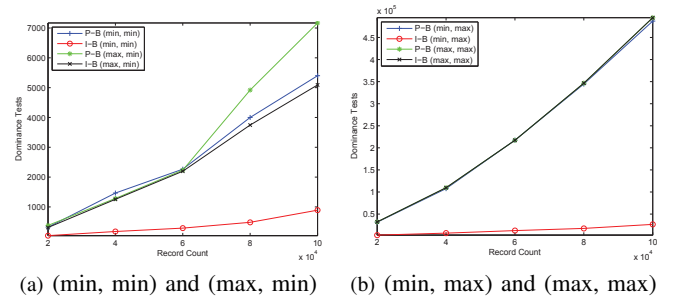 P−B (min, min)
I−B (min, min)
P−B (max, min)
I−B (max, min)
7000
6000
5000
4000
3000
2000
1000
Dominance Tests
2 4 6 8 10
Record Count
x 10^4
(a) (min, min) and (max, min)
x 10^5
P−B (min, max)
I−B (min, max)
P−B (max, max)
I−B (max, max)
4.5
4
3.5
3
2.5
2
1.5
1
0.5
Dominance Tests
2 4 6 8 10
Record Count
x 10^4
(b) (min, max) and (max, max)